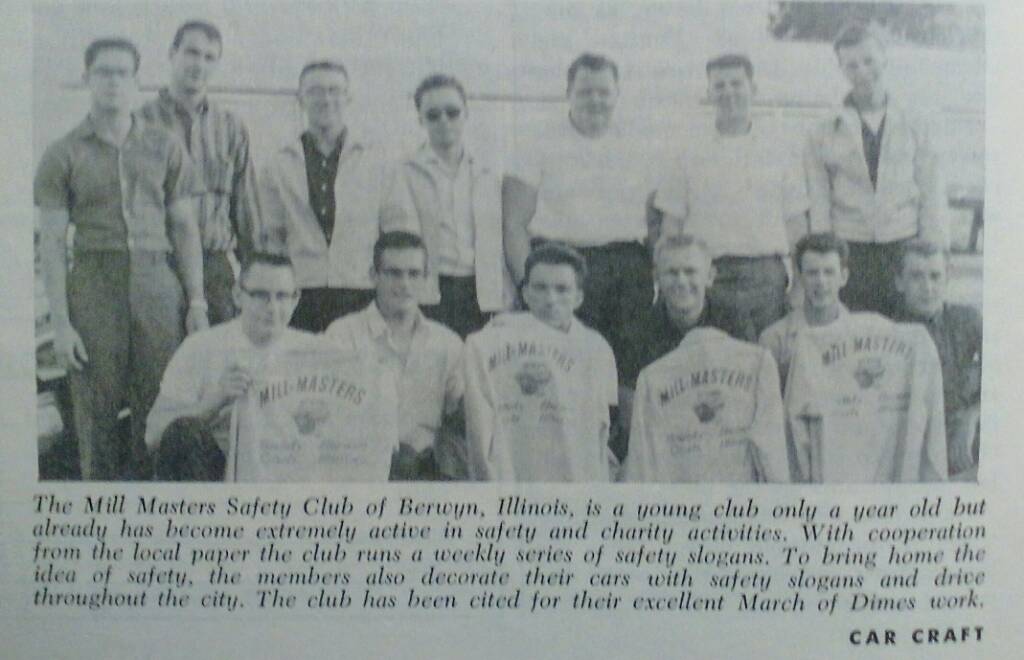 MILL-MASTERS
MILL-MASTERS
MILL-MASTERS
MILL-MASTERS
The Mill Masters Safety Club of Berwyn, Illinois, is a young club only a year old but
already has become extremely active in safety and charity activities. With cooperation
from the local paper the club runs a weekly series of safety slogans. To bring home the
idea of safety, the members also decorate their cars with safety slogans and drive
throughout the city. The club has been cited for their excellent March of Dimes work.
CAR CRAFT